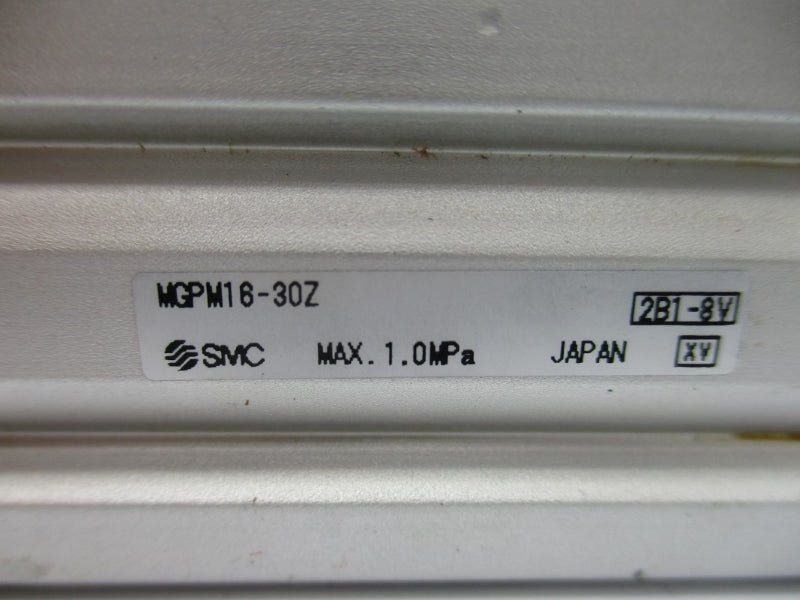 MGPM16-30Z
2B1-8V
SMC MAX. 1.0MPa JAPAN XV